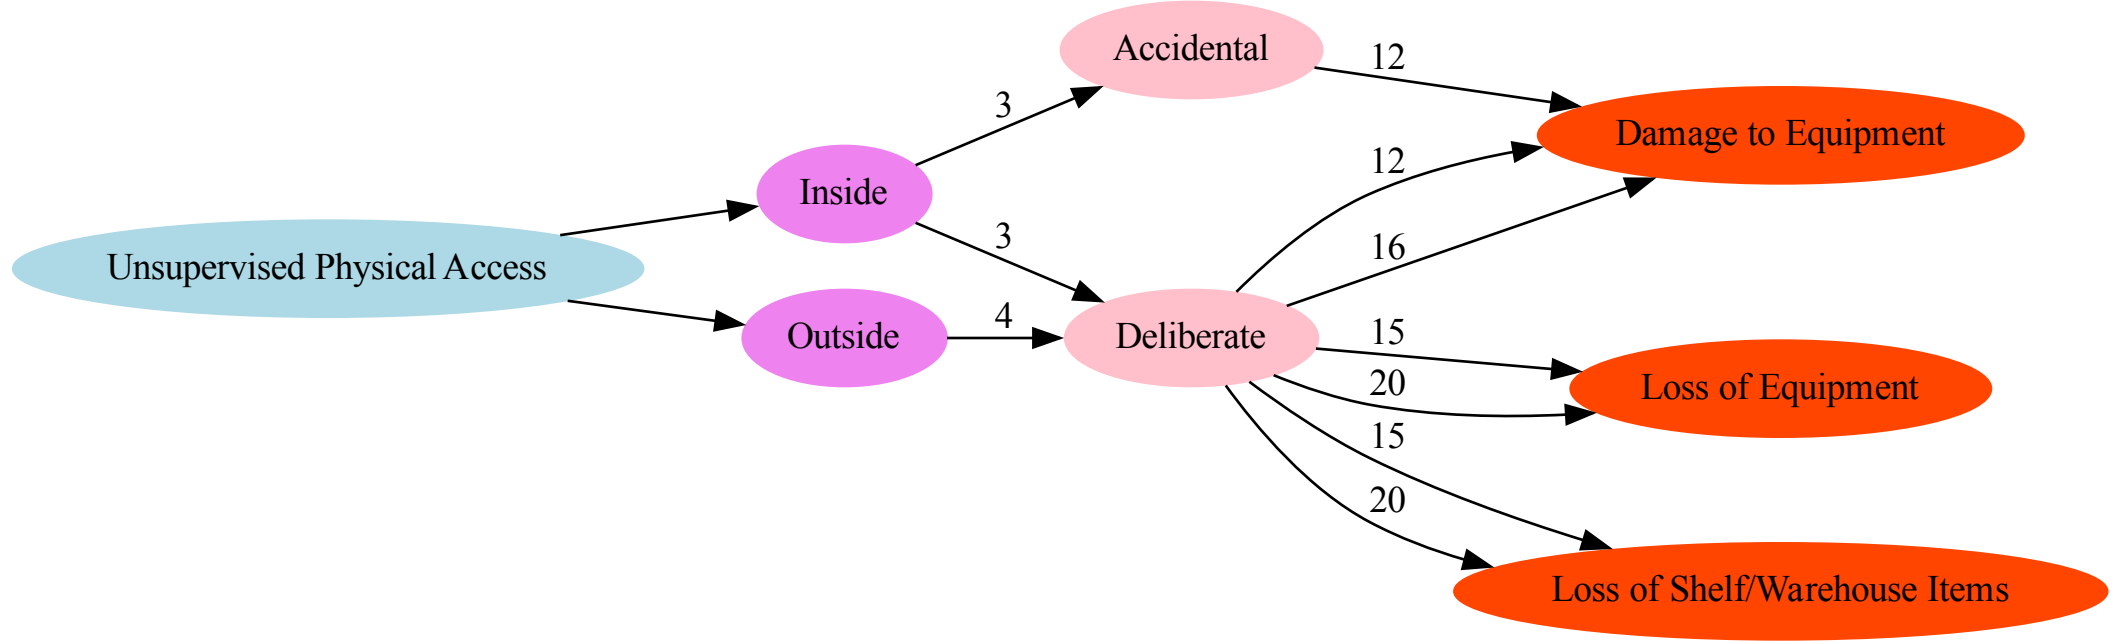 Accidental
12
3
Damage to Equipment
12
Inside
3
16
Unsupervised Physical Access
Outside
4
Deliberate
15
20
Loss of Equipment
15
20
Loss of Shelf/Warehouse Items